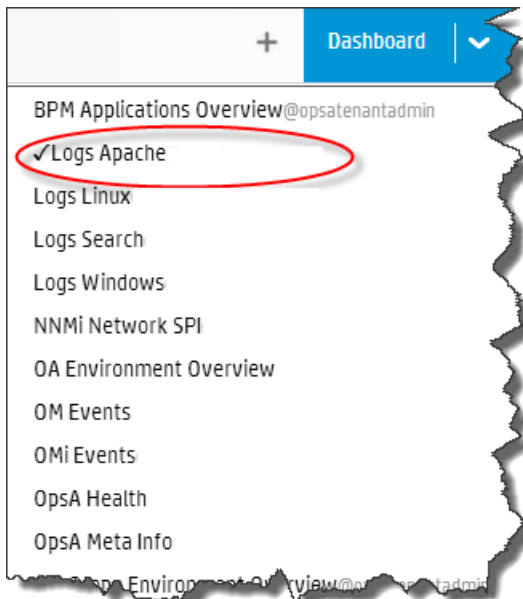 + Dashboard
BPM Applications Overview@opsatenantadmin
✓Logs Apache
Logs Linux
Logs Search
Logs Windows
NNMi Network SPI
OA Environment Overview
OM Events
OMi Events
OpsA Health
OpsA Meta Info